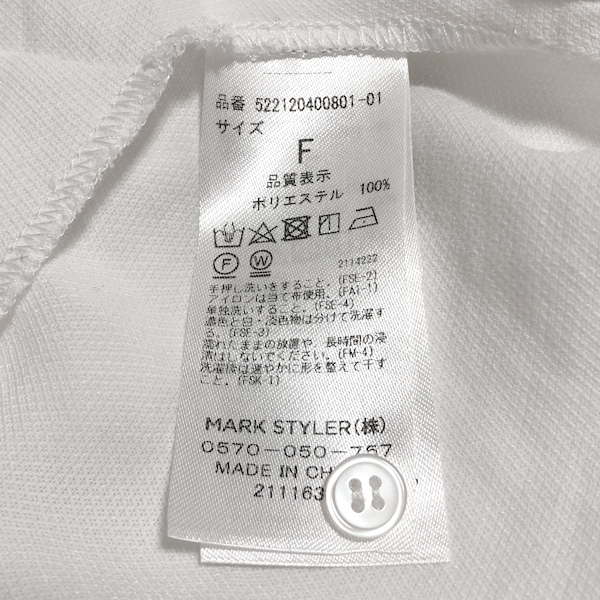 品番 522120400801-01
サイズ
F
品質表示
ポリエステル 100%
F W 2114222
手押し洗いをすること。(FSE-2)
アイロンは当て布使用。(FAI-1)
単独洗いすること。(FSE-4)
濃色と白・淡色物は分けて洗濯す
る。(FSE-3)
濡れたままの放置や、長時間の浸
漬はしないでください。(FM-4)
洗濯後は速やかに形を整えて干す
こと。(FSK-1)
MARK STYLER(株)
0570-050-757
MADE IN
211163